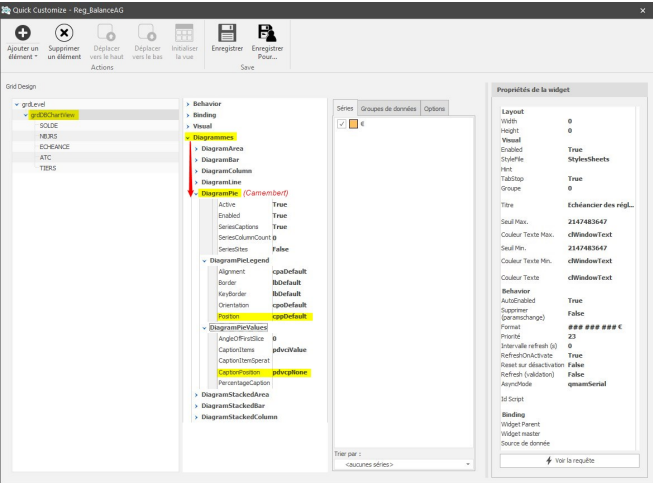 Quick Customize - Reg_BalanceAG
Ajouter un élément
Supprimer un élément
Déplacer vers le haut
Déplacer vers le bas
Initialiser la vue
Enregistrer
Enregistrer Pour...
Actions
Save
Grid Design
grdLevel
grdDBChartView
SOLDE
NBJRS
ECHEANCE
ATC
TIERS
Behavior
Binding
Visual
Diagrammes
DiagramArea
DiagramBar
DiagramColumn
DiagramLine
DiagramPie (Camembert)
Active True
Enabled True
SeriesCaptions True
SeriesColumnCount 0
SeriesSites False
DiagramPieLegend
Alignment cpaDefault
Border lbDefault
KeyBorder lbDefault
Orientation cpoDefault
Position cppDefault
DiagramPieValues
AngleOfFirstSlice 0
CaptionItems pdvciValue
CaptionItemSperat
CaptionPosition pdvcpNone
PercentageCaption
DiagramStackedArea
DiagramStackedBar
DiagramStackedColumn
Séries Groupes de données Options
€
Trier par :
<aucunes séries>
Propriétés de la widget
Layout
Width 0
Height 0
Visual
Enabled True
StyleFile StylesSheets
Hint
TabStop True
Groupe 0
Titre Echéancier des régl...
Seuil Max. 2147483647
Couleur Texte Max. clWindowText
Seuil Min. 2147483647
Couleur Texte Min. clWindowText
Couleur Texte clWindowText
Behavior
AutoEnabled True
Supprimer (paramschange) False
Format ### ### ### €
Priorité 23
Intervalle refresh (s) 0
RefreshOnActivate True
Reset sur désactivation False
Refresh (validation) False
AsyncMode qmamSerial
Id Script
Binding
Widget Parent
Widget master
Source de donnée
Voir la requête